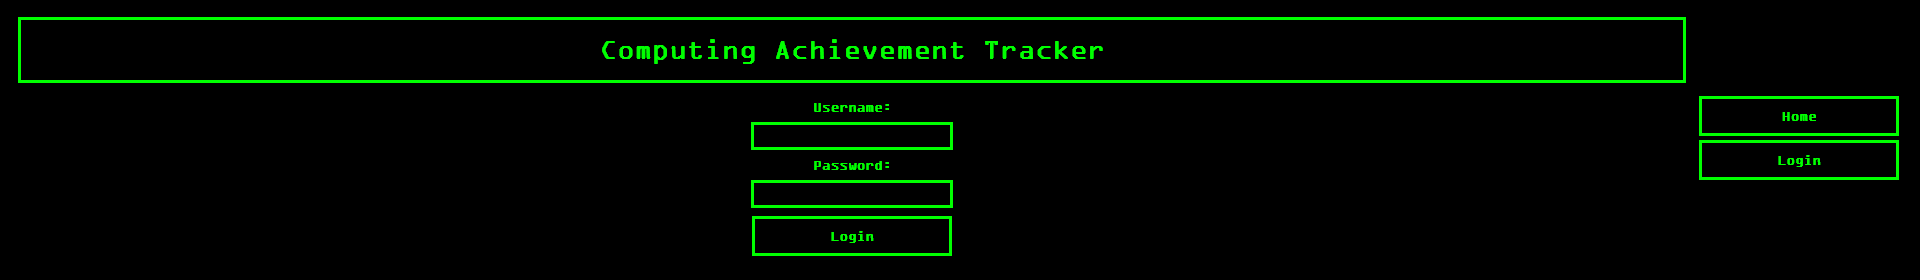 Computing Achievement Tracker
Username:
Password:
Login
Home
Login